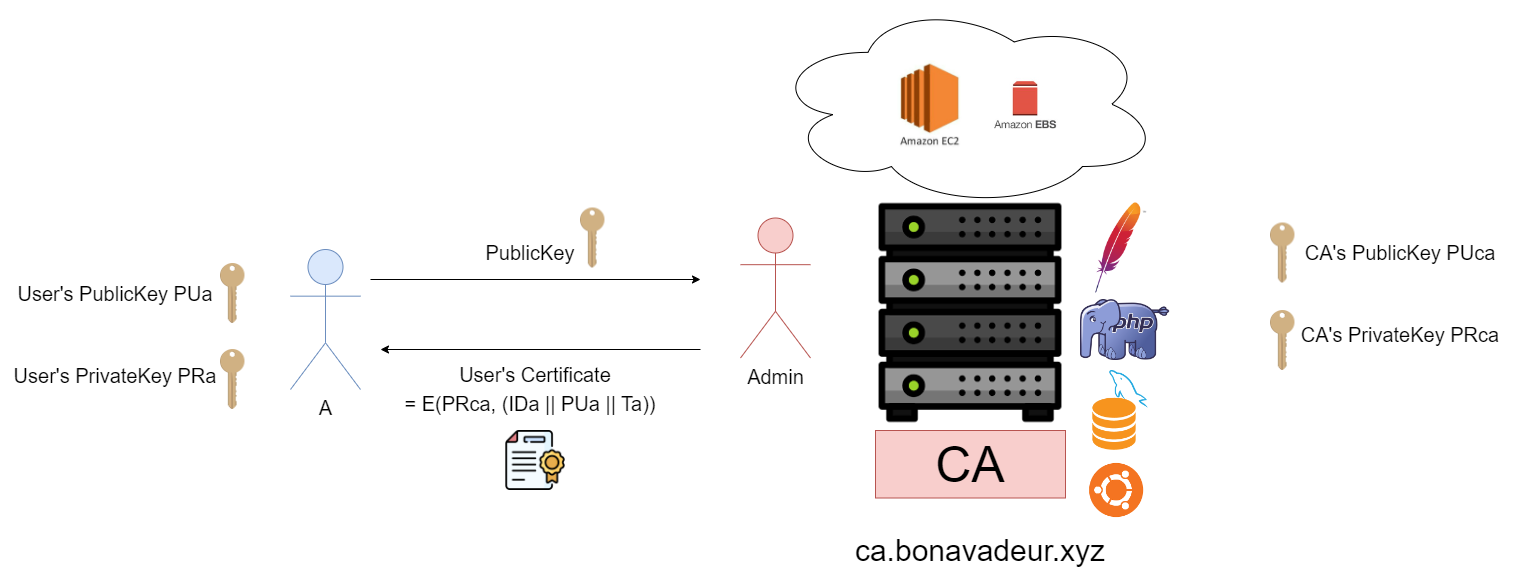 Amazon EC2
Amazon EBS
PublicKey
User's PublicKey PUa
User's PrivateKey PRa
A
User's Certificate
= E(PRca, (IDa || PUa || Ta))
Admin
php
CA
ca.bonavadeur.xyz
CA's PublicKey PUca
CA's PrivateKey PRca